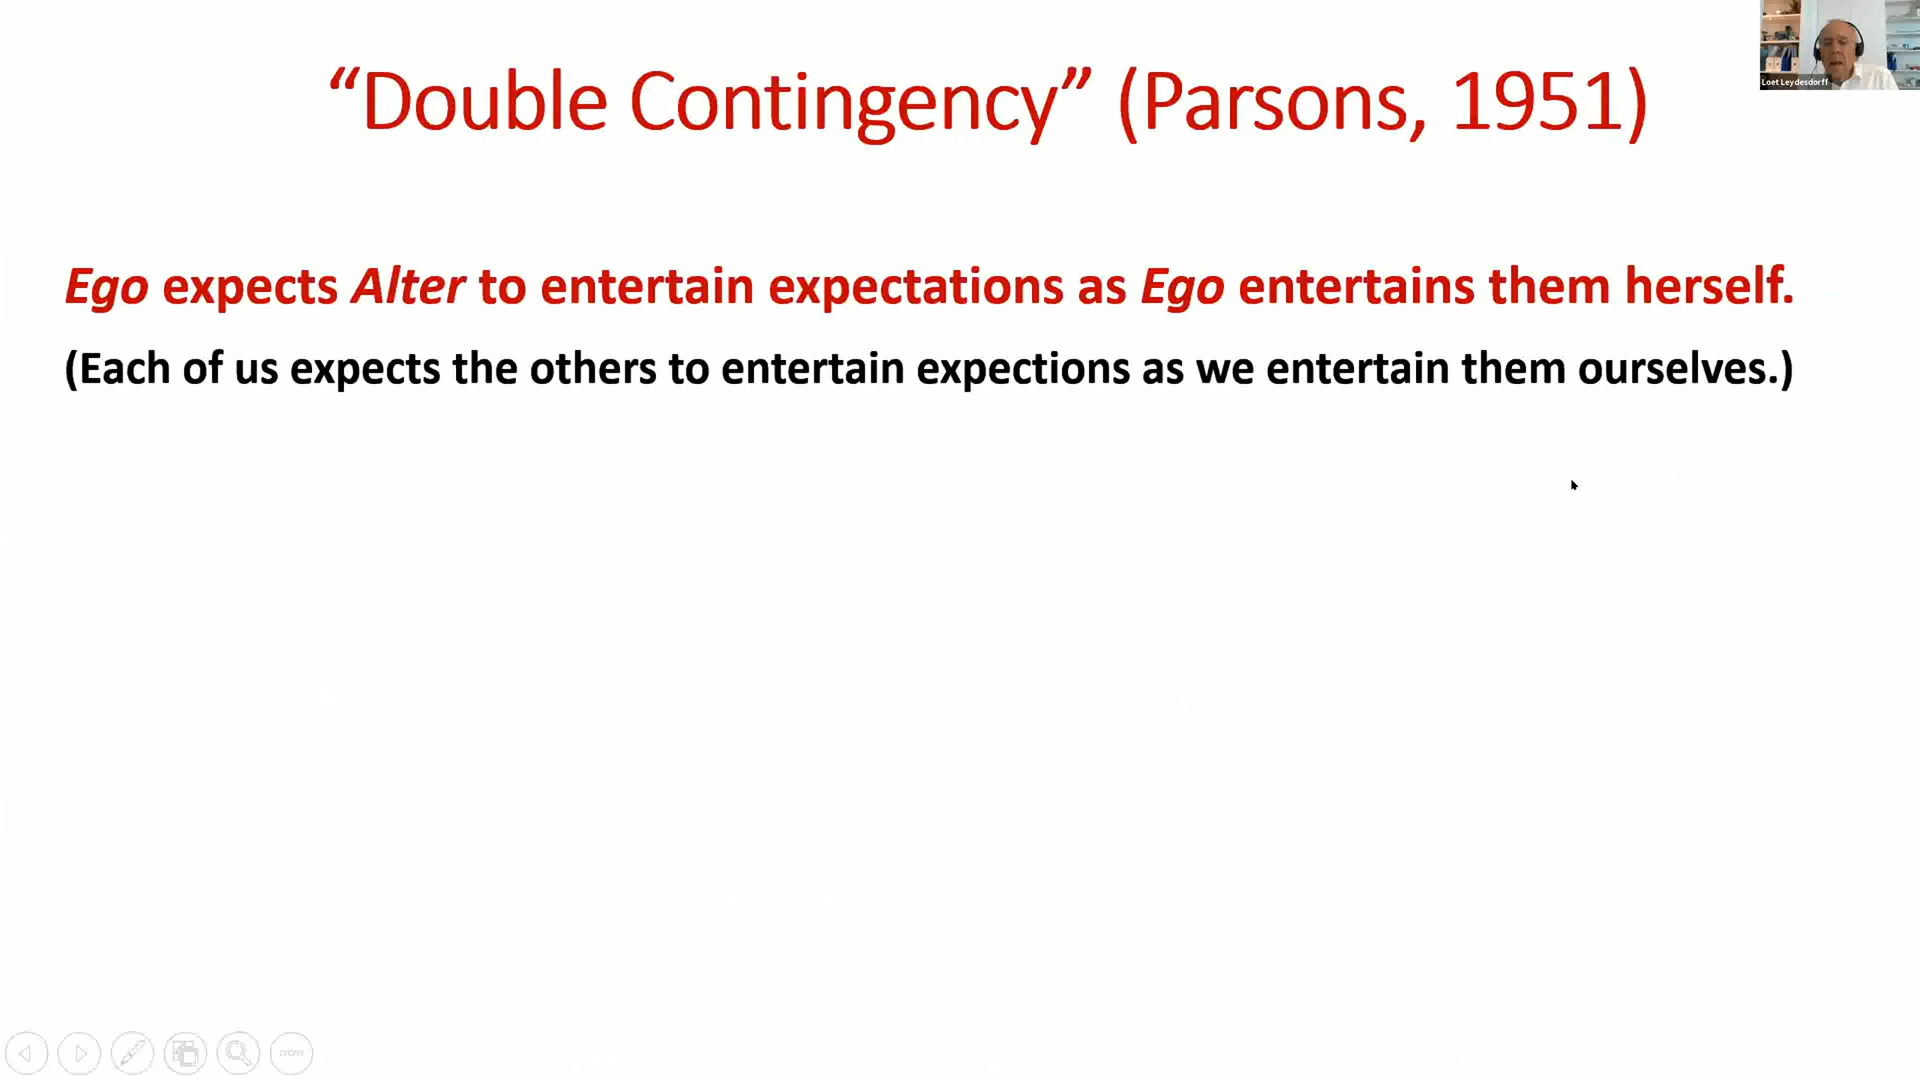 “Double Contingency” (Parsons, 1951)
Loet Leydesdorff
Ego expects Alter to entertain expectations as Ego entertains them herself.
(Each of us expects the others to entertain expections as we entertain them ourselves.)